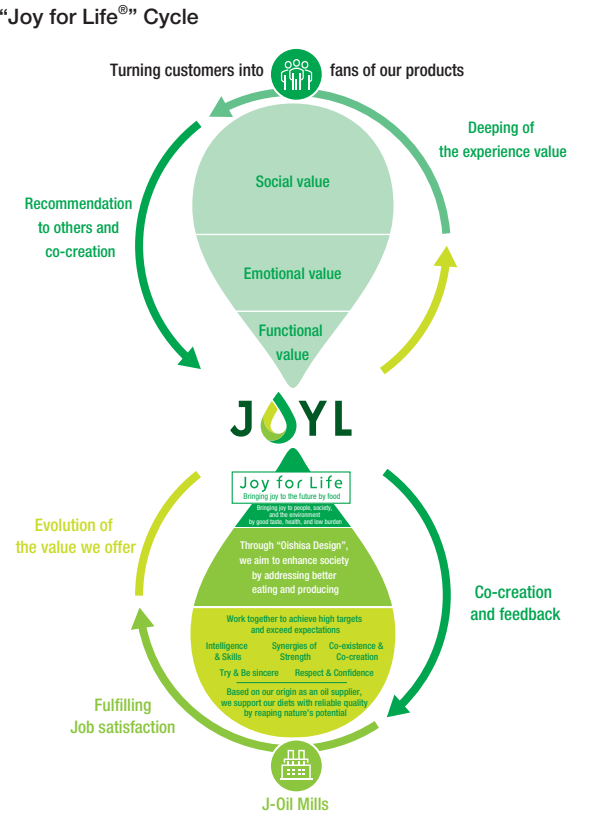 “Joy for Life®” Cycle
Turning customers into fans of our products
Deeping of
the experience value
Social value
Recommendation
to others and
co-creation
Emotional value
Functional
value
JOYL
Joy for Life
Bringing joy to the future by food
Bringing joy to people, society,
and the environment
by good taste, health, and low burden
Evolution of
the value we offer
Through “Oishisa Design”,
we aim to enhance society
by addressing better
eating and producing
Co-creation
and feedback
Work together to achieve high targets
and exceed expectations
Intelligence
& Skills
Synergies of
Strength
Co-existence &
Co-creation
Try & Be sincere
Respect & Confidence
Based on our origin as an oil supplier,
we support our diets with reliable quality
by reaping nature’s potential
Fulfilling
Job satisfaction
J-Oil Mills